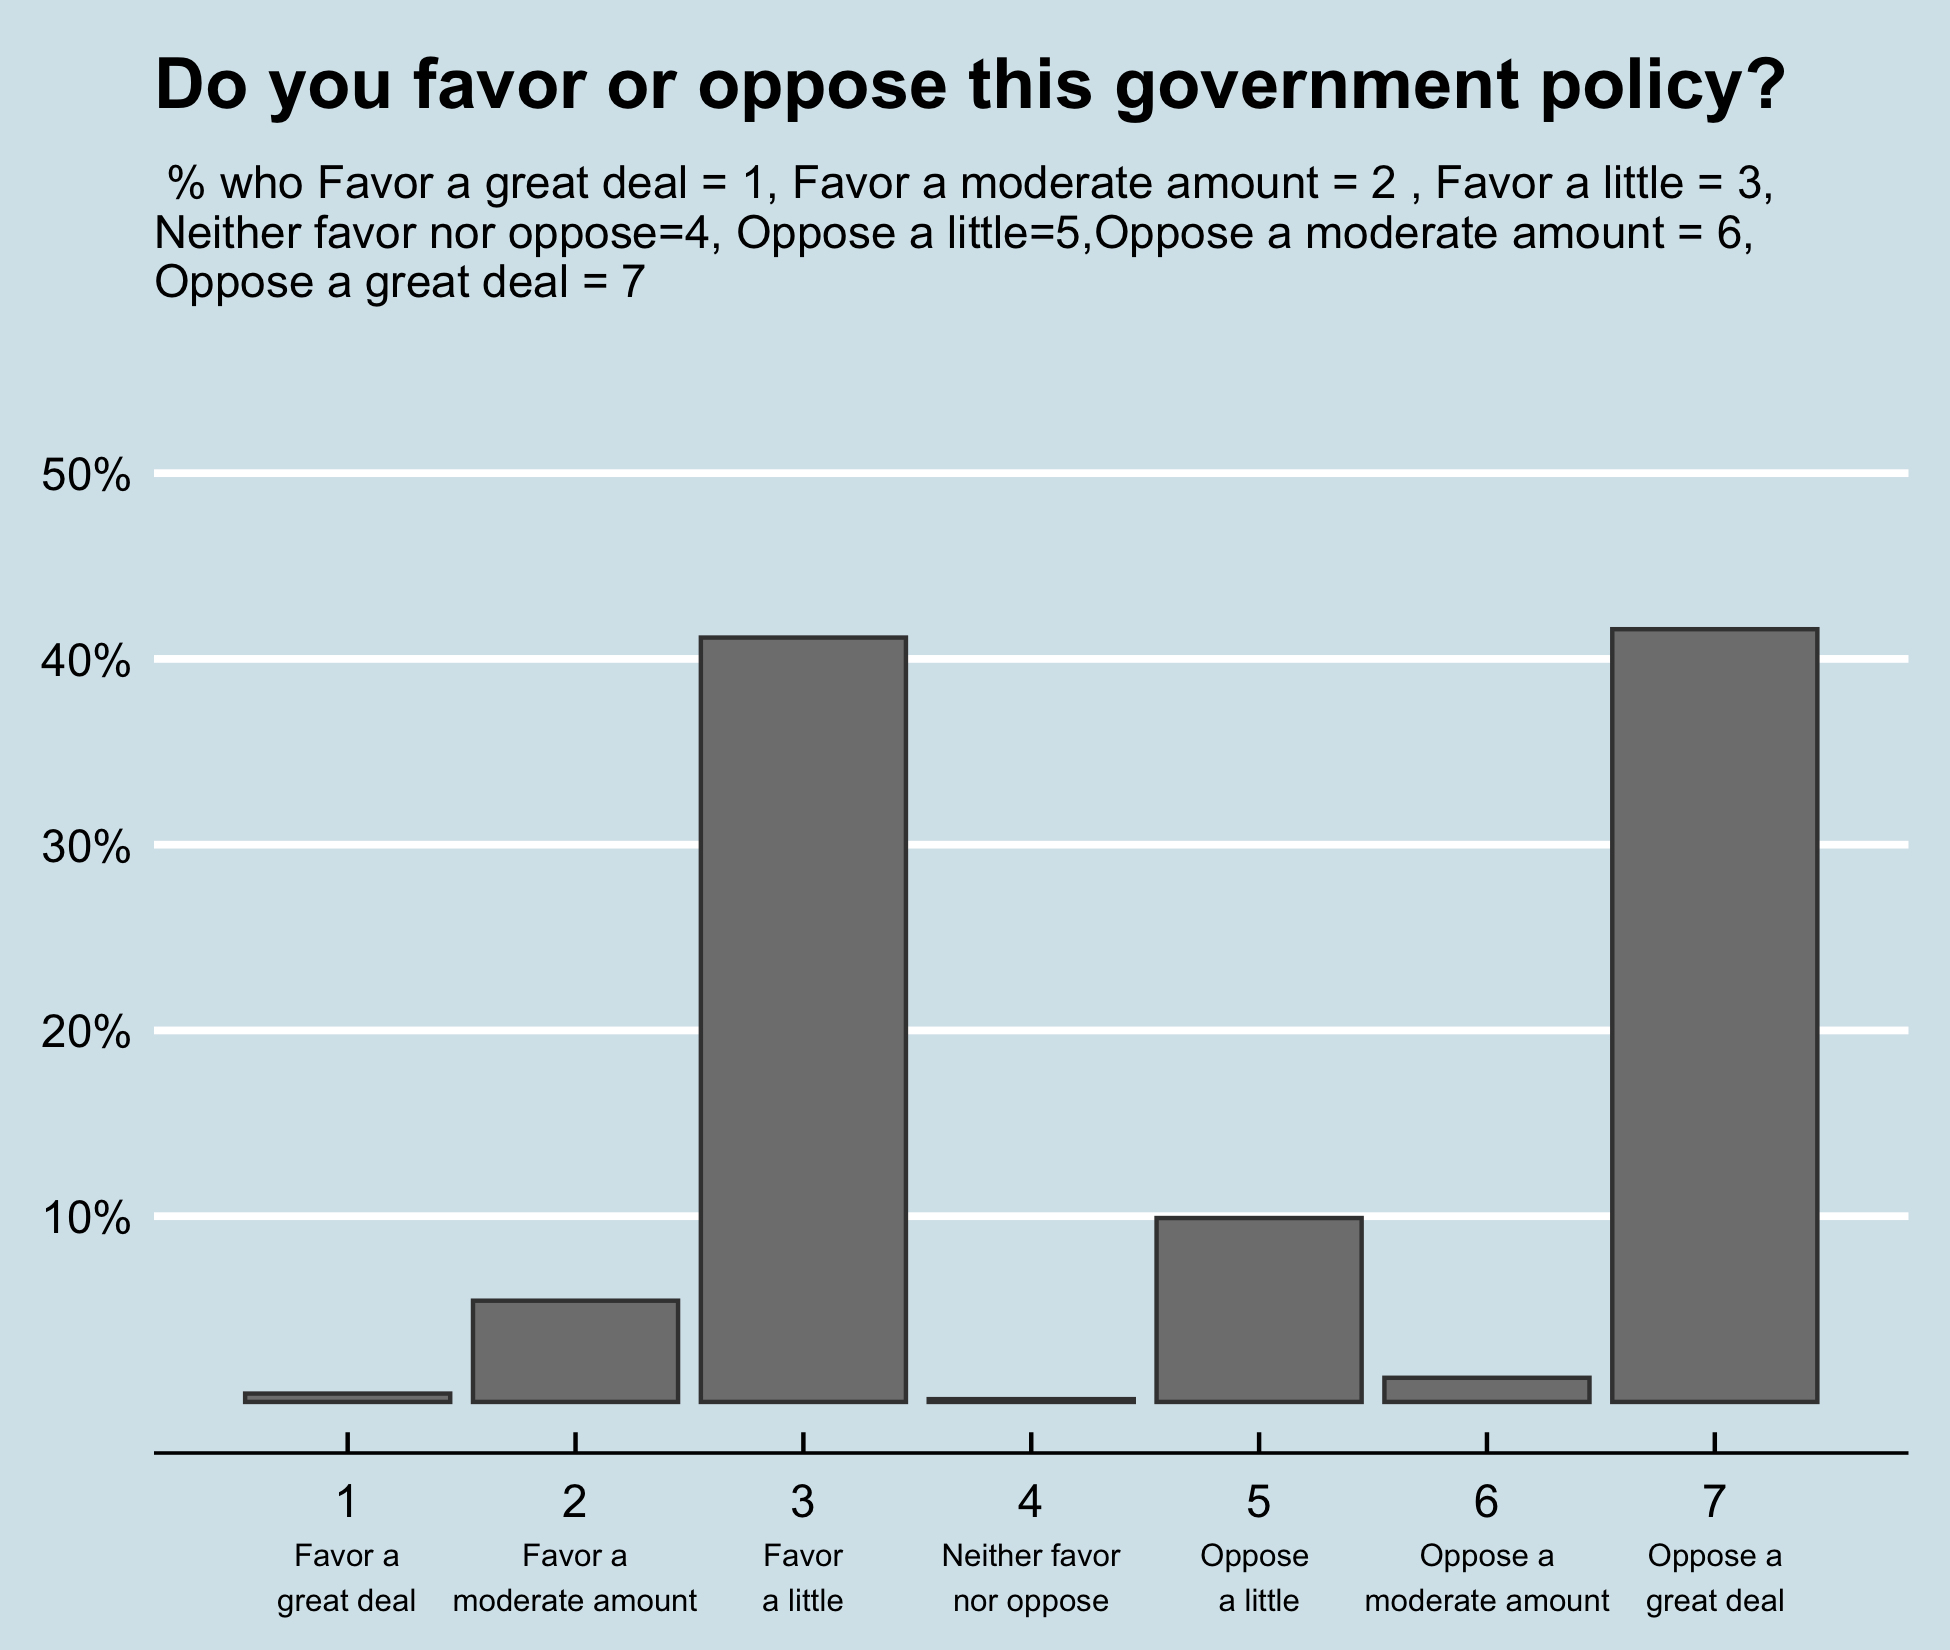 Do you favor or oppose this government policy?
% who Favor a great deal = 1, Favor a moderate amount = 2 , Favor a little = 3,
Neither favor nor oppose=4, Oppose a little=5,Oppose a moderate amount = 6,
Oppose a great deal = 7
50%
40%
30%
20%
10%
1 2 3 4 5 6 7
Favor a Favor a Favor Neither favor Oppose Oppose a Oppose a
great deal moderate amount a little nor oppose a little moderate amount great deal